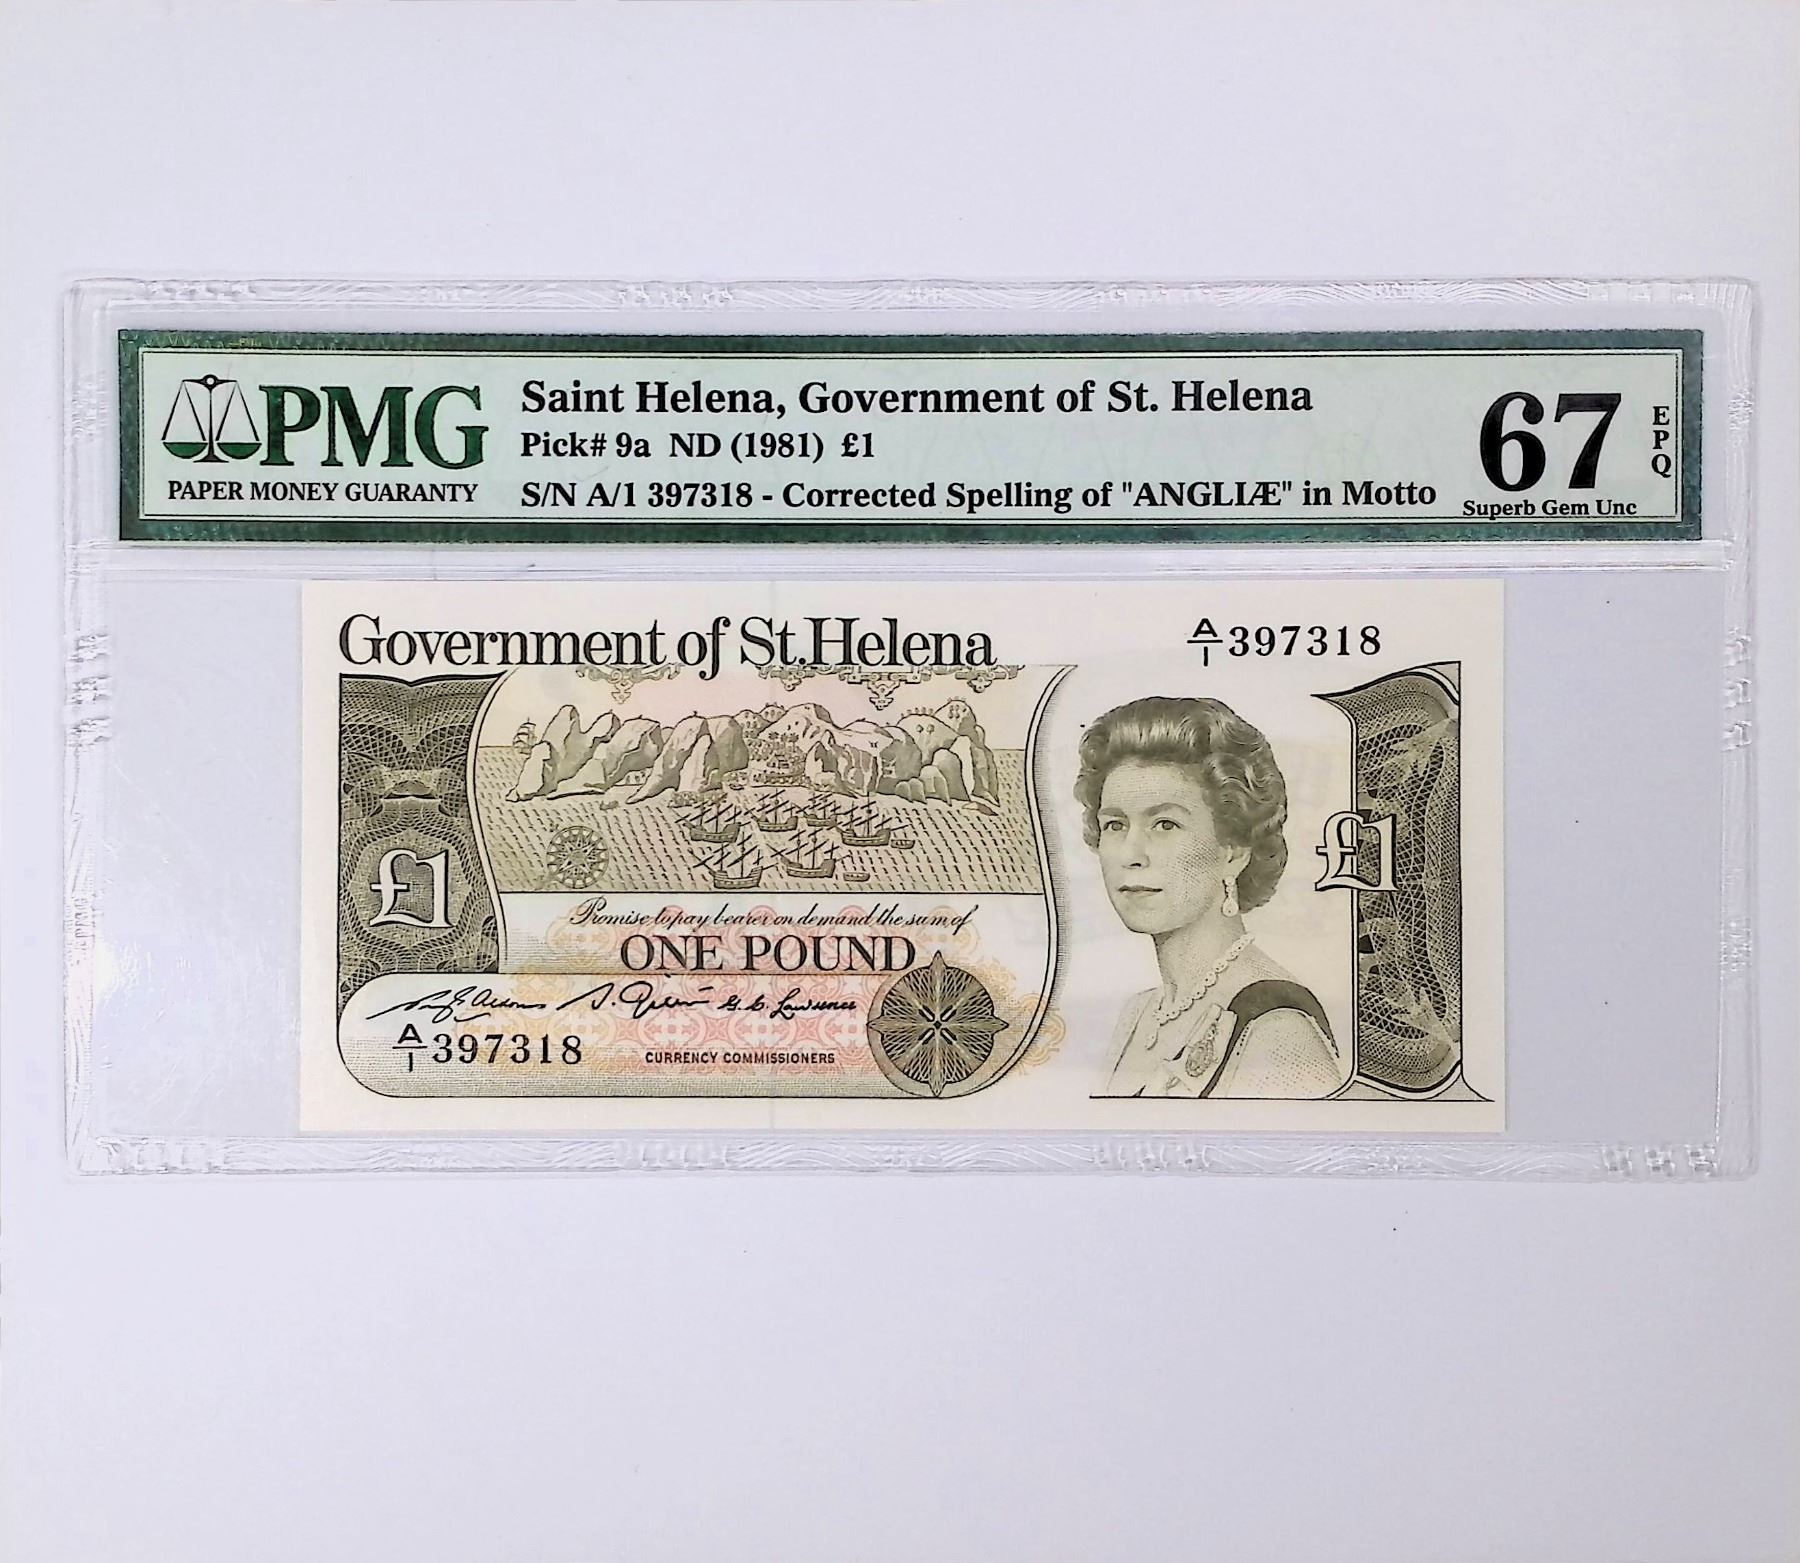 PMG
PAPER MONEY GUARANTY
Saint Helena, Government of St. Helena
Pick# 9a ND (1981) £1
S/N A/1 397318 - Corrected Spelling of "ANGLIÆ" in Motto
67
EPQ
Superb Gem Unc
Government of St.Helena
A/1 397318
£1
£1
Promise to pay bearer on demand the sum of
ONE POUND
G. C. Lawrence
A/1 397318
CURRENCY COMMISSIONERS